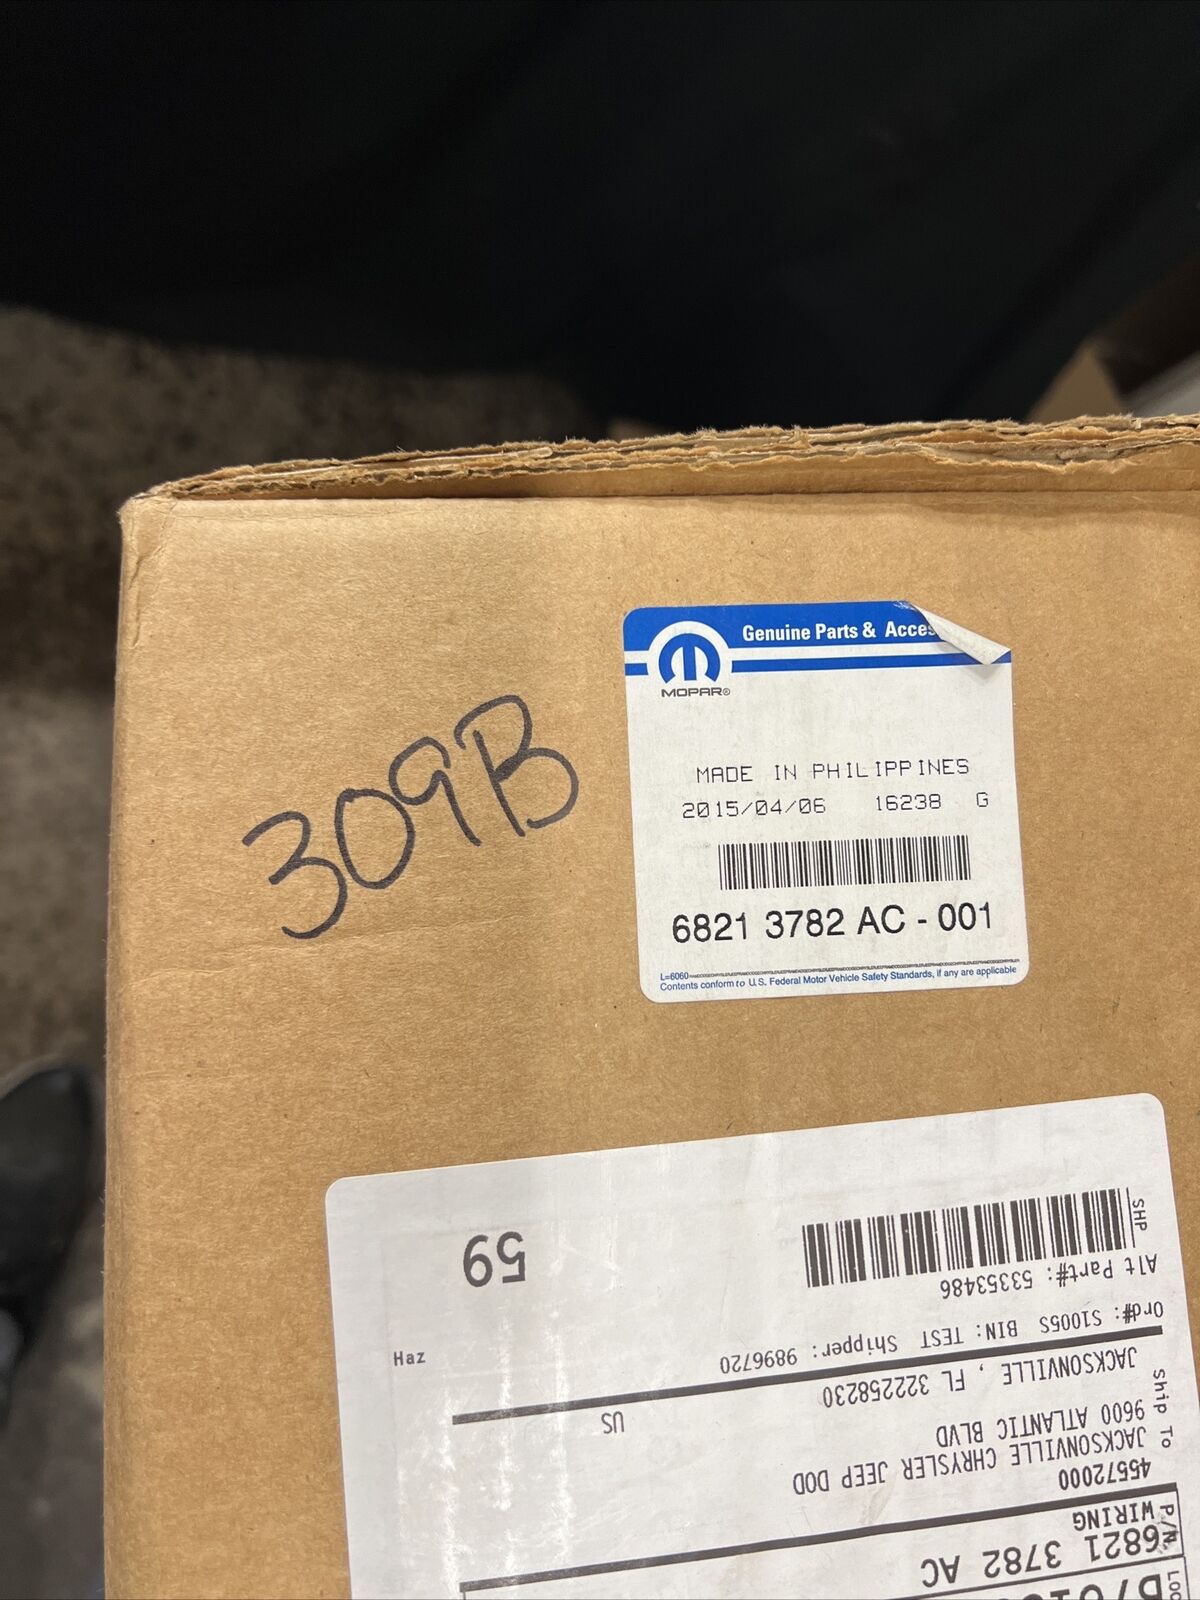 309B
Genuine Parts & Acces
MOPAR®
MADE IN PHILIPPINES
2015/04/06 16238 G
6821 3782 AC - 001
L=6060
Contents conform to U.S. Federal Motor Vehicle Safety Standards, if any are applicable
LOC
P/N
6821 3782 AC
WIRING
45572000
Ship To
JACKSONVILLE CHRYSLER JEEP DOD
9600 ATLANTIC BLVD
JACKSONVILLE , FL 322258230
US
Ord#: S1005S BIN: TEST Shipper: 9896720
Alt Part#: 53353486
SHP
59
Haz